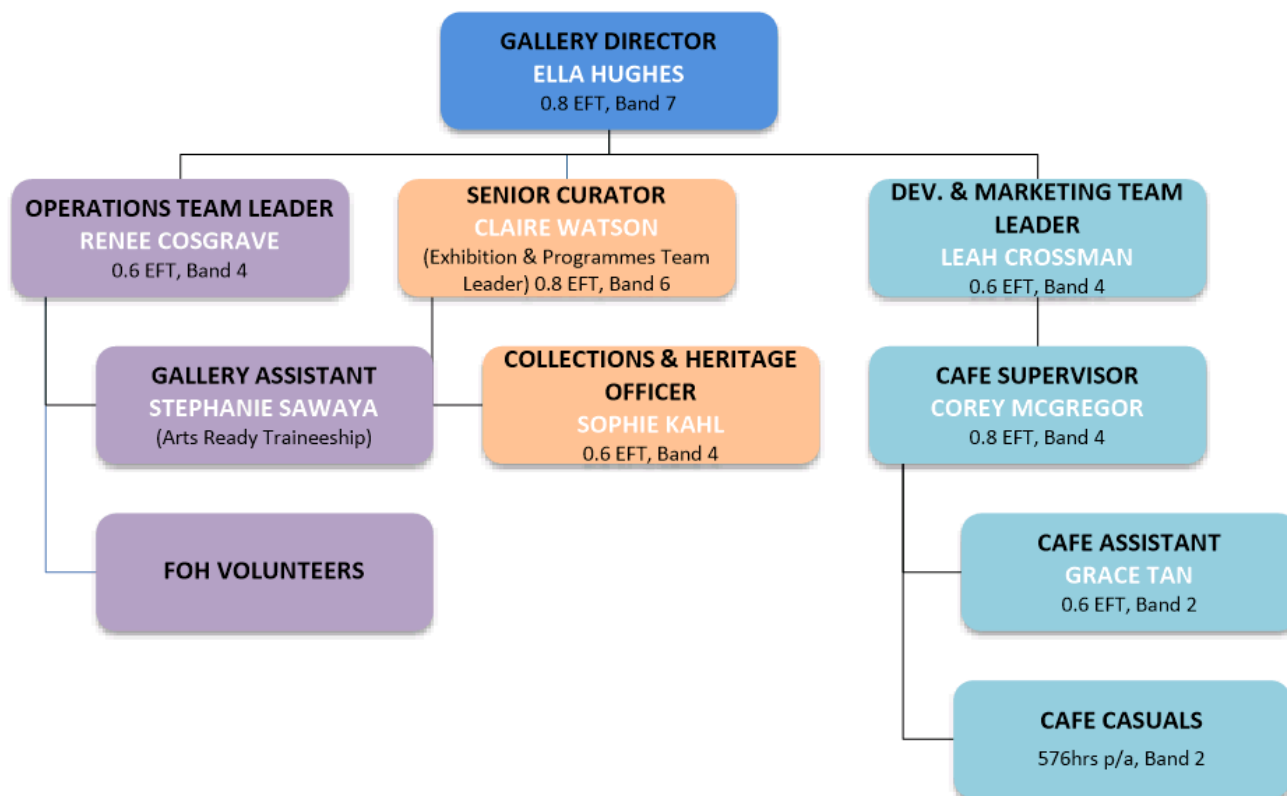 GALLERY DIRECTOR
ELLA HUGHES
0.8 EFT, Band 7
OPERATIONS TEAM LEADER
RENEE COSGRAVE
0.6 EFT, Band 4
SENIOR CURATOR
CLAIRE WATSON
(Exhibition & Programmes Team
Leader) 0.8 EFT, Band 6
DEV. & MARKETING TEAM
LEADER
LEAH CROSSMAN
0.6 EFT, Band 4
GALLERY ASSISTANT
STEPHANIE SAWAYA
(Arts Ready Traineeship)
COLLECTIONS & HERITAGE
OFFICER
SOPHIE KAHL
0.6 EFT, Band 4
CAFE SUPERVISOR
COREY MCGREGOR
0.8 EFT, Band 4
FOH VOLUNTEERS
CAFE ASSISTANT
GRACE TAN
0.6 EFT, Band 2
CAFE CASUALS
576hrs p/a, Band 2